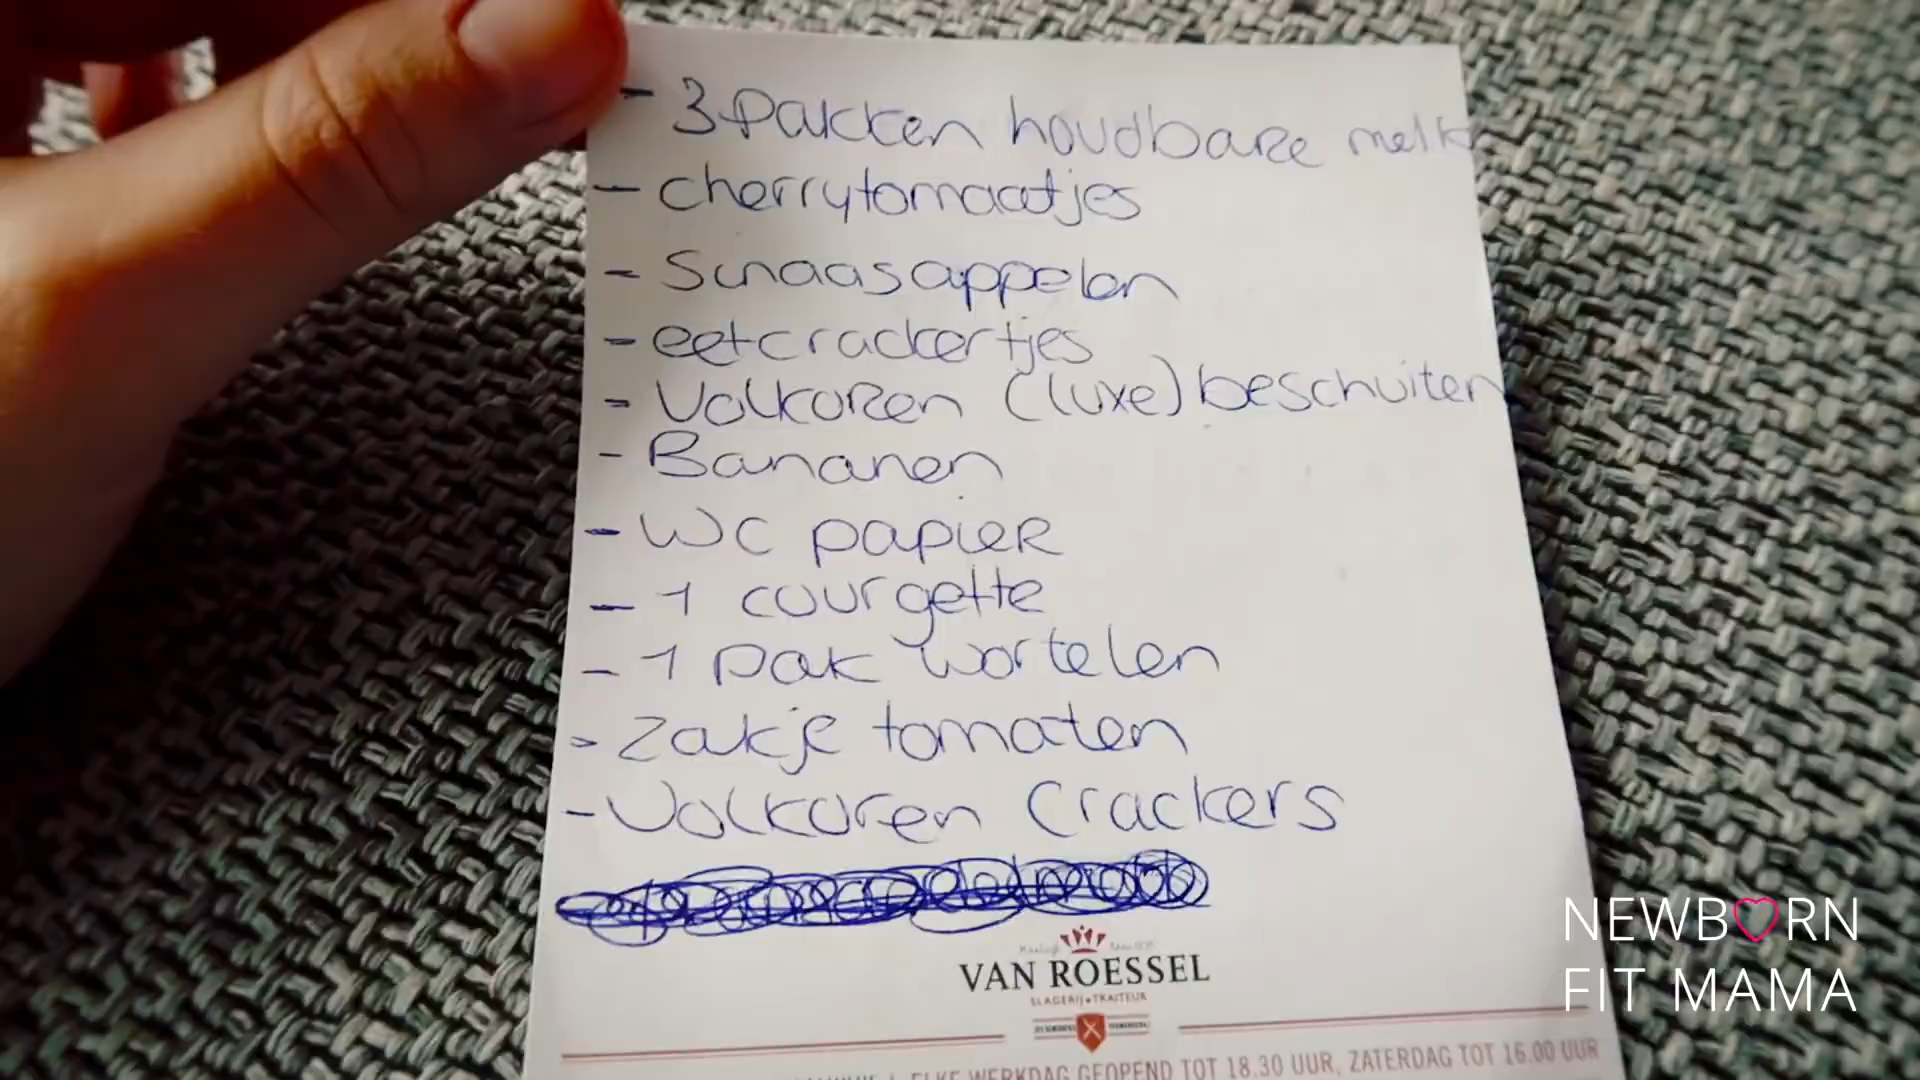 - 3 Pakken houdbare melk
- cherrytomaatjes
- Sinaasappelen
- eetcrackertjes
- Volkoren (luxe) beschuiten
- Bananen
- WC papier
- 1 courgette
- 1 pak wortelen
- zakje tomaten
- Volkoren Crackers
VAN ROESSEL
SLAGERIJ TRAITEUR
ELKE WERKDAG GEOPEND TOT 18.30 UUR, ZATERDAG TOT 16.00 UUR
NEWBORN
FIT MAMA